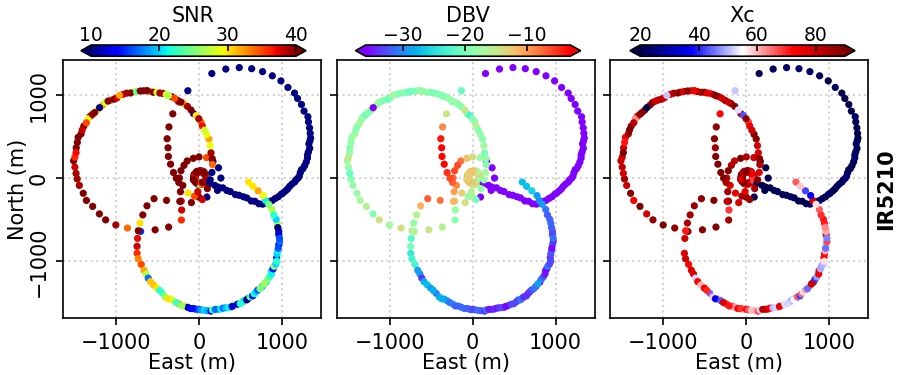 SNR DBV Xc
10 20 30 40 −30 −20 −10 20 40 60 80
1000
0
−1000
North (m)
IR5210
−1000 0 1000 −1000 0 1000 −1000 0 1000
East (m) East (m) East (m)